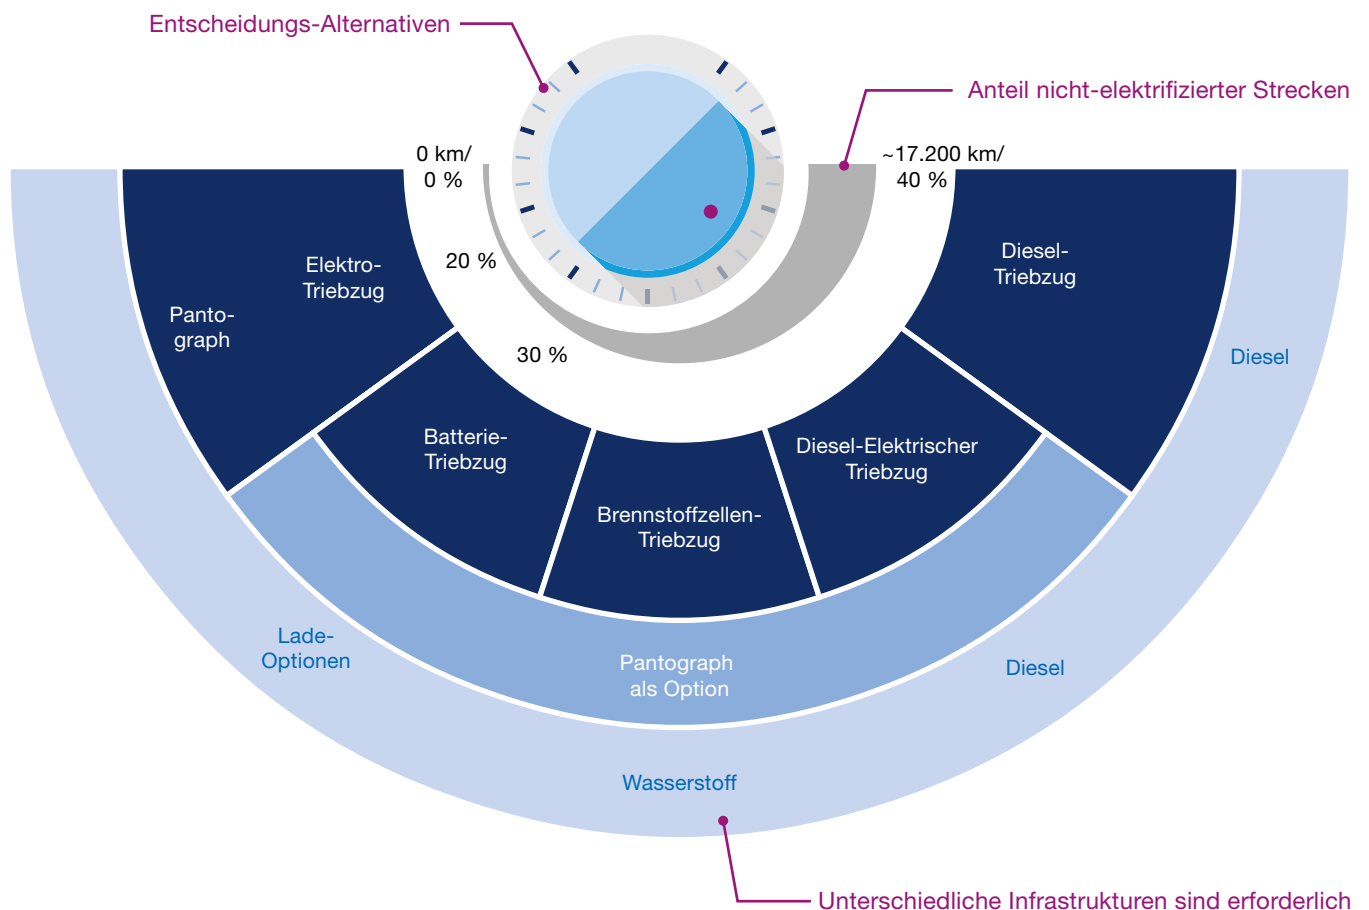 Entscheidungs-Alternativen
Anteil nicht-elektrifizierter Strecken
0 km/
0 %
~17.200 km/
40 %
20 %
30 %
Elektro-
Triebzug
Panto-
graph
Diesel-
Triebzug
Diesel
Batterie-
Triebzug
Diesel-Elektrischer
Triebzug
Brennstoffzellen-
Triebzug
Lade-
Optionen
Pantograph
als Option
Diesel
Wasserstoff
Unterschiedliche Infrastrukturen sind erforderlich